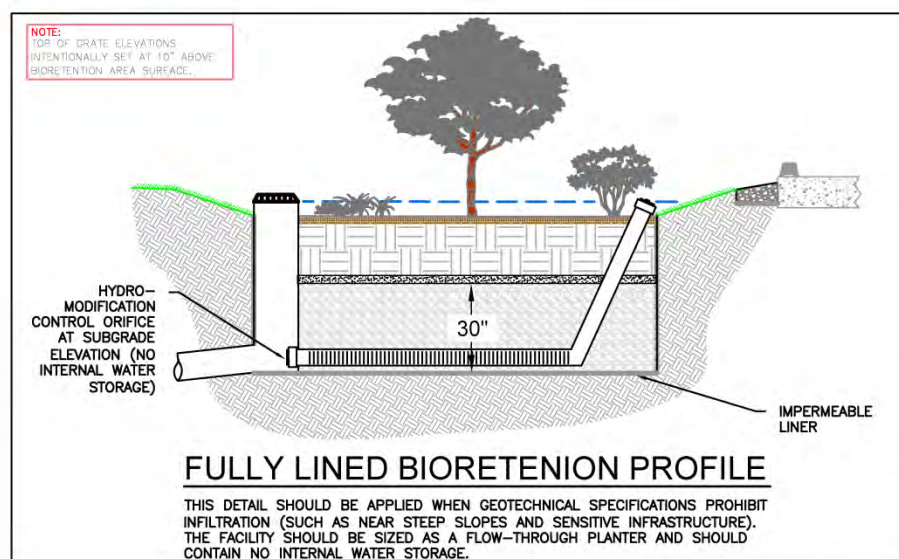 NOTE:
TOP OF GRATE ELEVATIONS
INTENTIONALLY SET AT 10" ABOVE
BIORETENTION AREA SURFACE.
HYDRO-
MODIFICATION
CONTROL ORIFICE
AT SUBGRADE
ELEVATION (NO
INTERNAL WATER
STORAGE)
30"
IMPERMEABLE
LINER
FULLY LINED BIORETENION PROFILE
THIS DETAIL SHOULD BE APPLIED WHEN GEOTECHNICAL SPECIFICATIONS PROHIBIT
INFILTRATION (SUCH AS NEAR STEEP SLOPES AND SENSITIVE INFRASTRUCTURE).
THE FACILITY SHOULD BE SIZED AS A FLOW-THROUGH PLANTER AND SHOULD
CONTAIN NO INTERNAL WATER STORAGE.